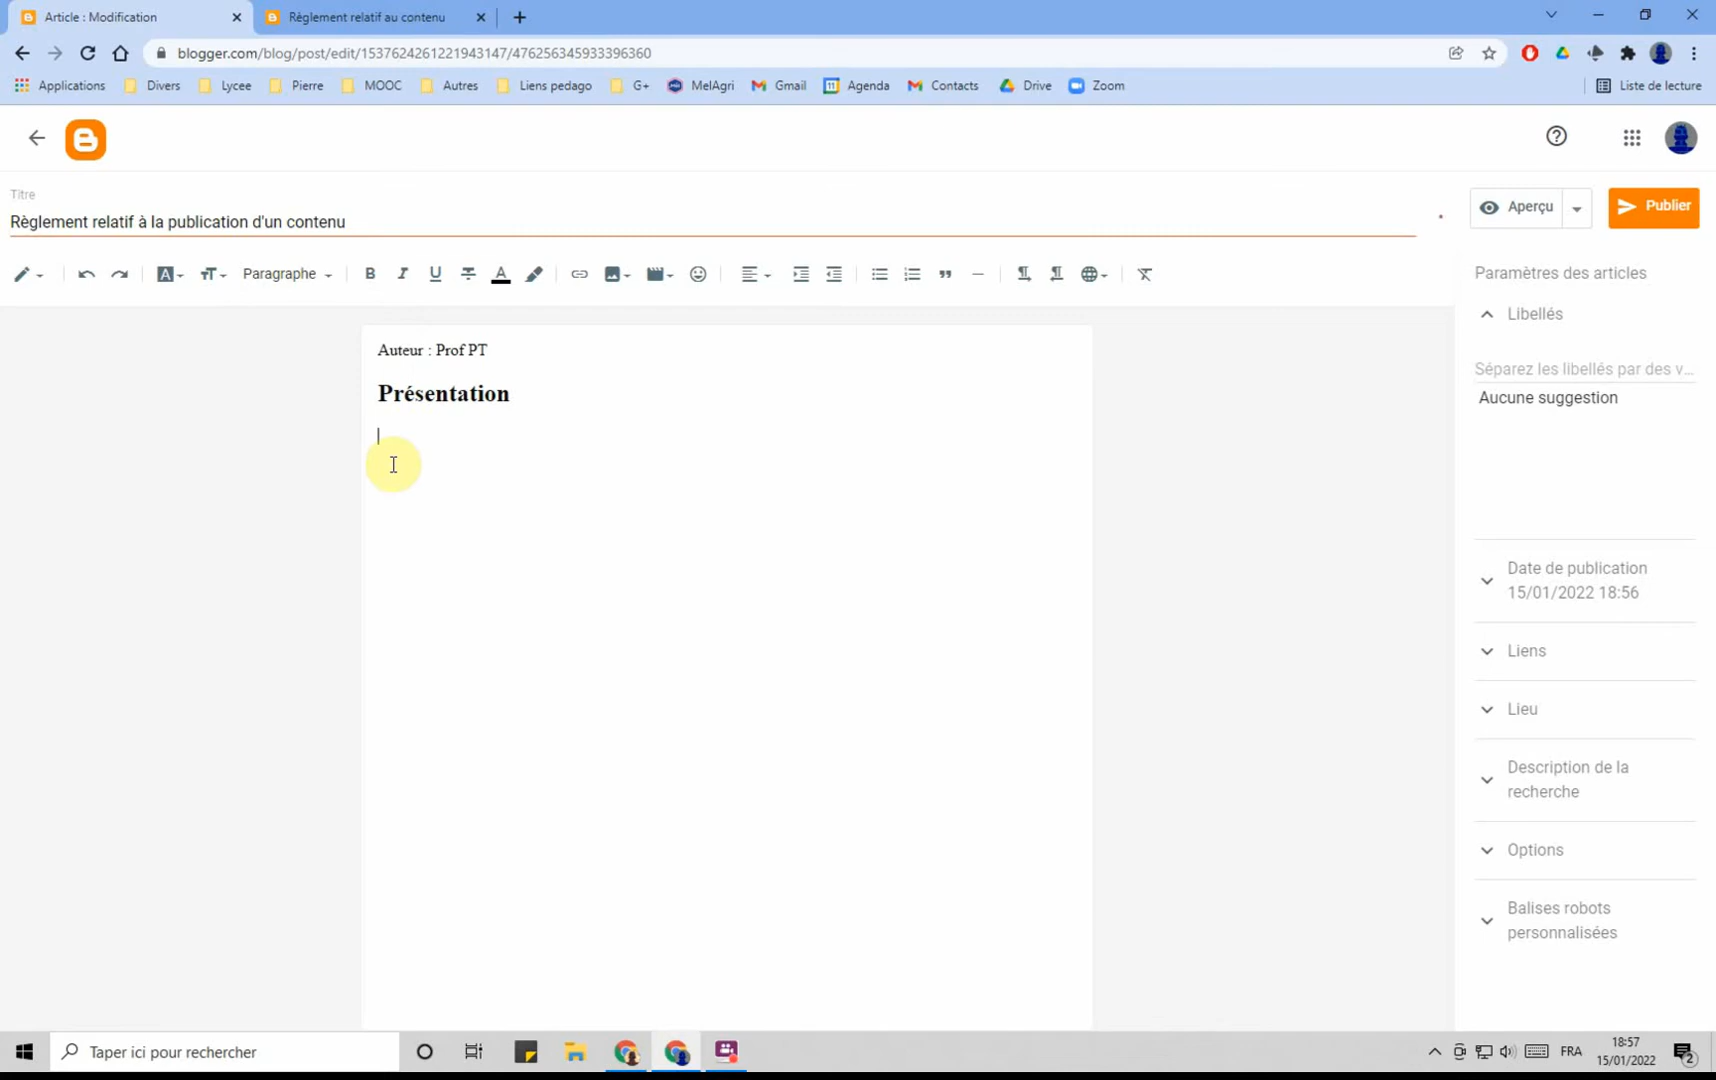 Article : Modification
Règlement relatif au contenu
blogger.com/blog/post/edit/1537624261221943147/476256345933396360
Applications Divers Lycee Pierre MOOC Autres Liens pedago G+ MelAgri Gmail Agenda Contacts Drive Zoom Liste de lecture
Titre
Règlement relatif à la publication d'un contenu
Aperçu
Publier
Paragraphe
Paramètres des articles
Libellés
Séparez les libellés par des v...
Aucune suggestion
Auteur : Prof PT
Présentation
Date de publication
15/01/2022 18:56
Liens
Lieu
Description de la
recherche
Options
Balises robots
personnalisées
Taper ici pour rechercher
FRA
18:57
15/01/2022
2